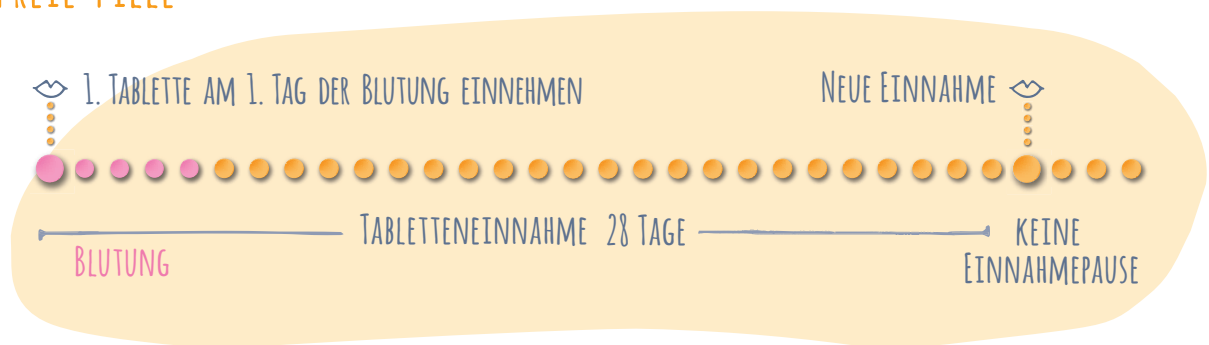 1. Tablette am 1. Tag der Blutung einnehmen
Neue Einnahme
Tabletteneinnahme 28 Tage
Blutung
keine
Einnahmepause